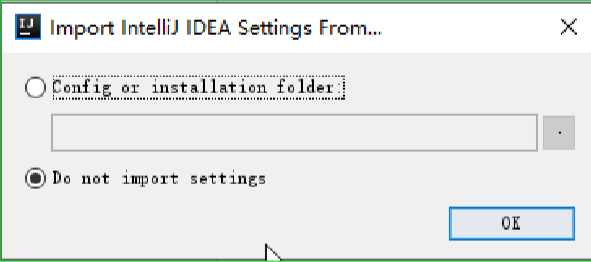 IJ Import IntelliJ IDEA Settings From...
Config or installation folder:
.
Do not import settings
OK